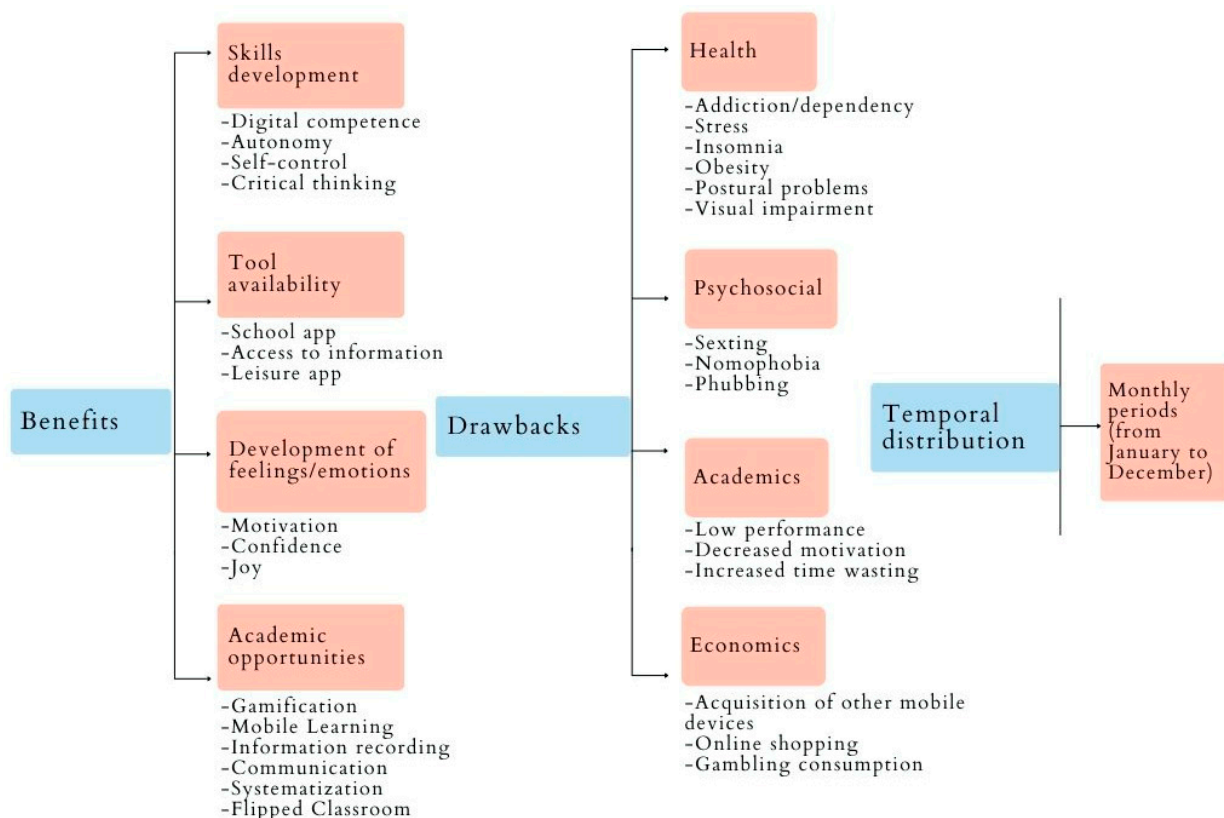 Benefits
Skills
development
-Digital competence
-Autonomy
-Self-control
-Critical thinking
Tool
availability
-School app
-Access to information
-Leisure app
Development of
feelings/emotions
-Motivation
-Confidence
-Joy
Academic
opportunities
-Gamification
-Mobile Learning
-Information recording
-Communication
-Systematization
-Flipped Classroom
Drawbacks
Health
-Addiction/dependency
-Stress
-Insomnia
-Obesity
-Postural problems
-Visual impairment
Psychosocial
-Sexting
-Nomophobia
-Phubbing
Academics
-Low performance
-Decreased motivation
-Increased time wasting
Economics
-Acquisition of other mobile
devices
-Online shopping
-Gambling consumption
Temporal
distribution
Monthly
periods
(from
January to
December)